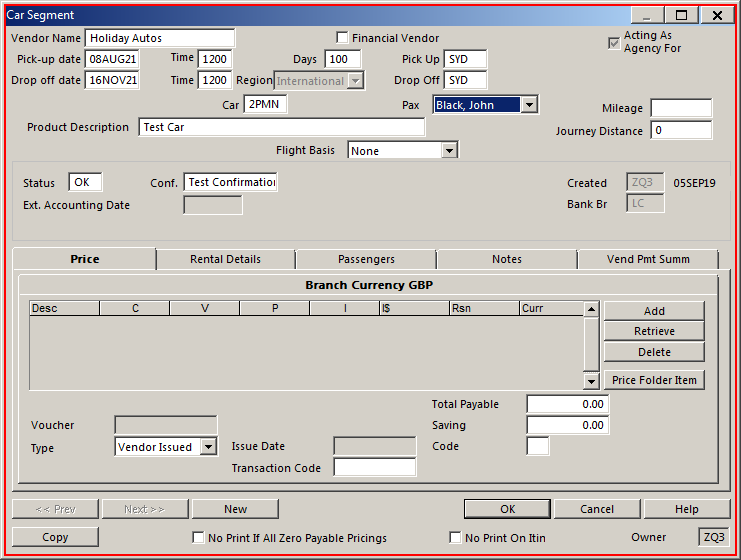 Car Segment
Vendor Name Holiday Autos Financial Vendor Acting As Agency For
Pick-up date 08AUG21 Time 1200 Days 100 Pick Up SYD
Drop off date 16NOV21 Time 1200 Region International Drop Off SYD
Car 2PMN Pax Black, John Mileage
Product Description Test Car Journey Distance 0
Flight Basis None
Status OK Conf. Test Confirmation Created ZQ3 05SEP19
Ext. Accounting Date Bank Br LC
Price Rental Details Passengers Notes Vend Pmt Summ
Branch Currency GBP
Desc C V P I I$ Rsn Curr
Add
Retrieve
Delete
Price Folder Item
Total Payable 0.00
Voucher Saving 0.00
Type Vendor Issued Issue Date Code
Transaction Code
<< Prev Next >> New OK Cancel Help
Copy No Print If All Zero Payable Pricings No Print On Itin Owner ZQ3